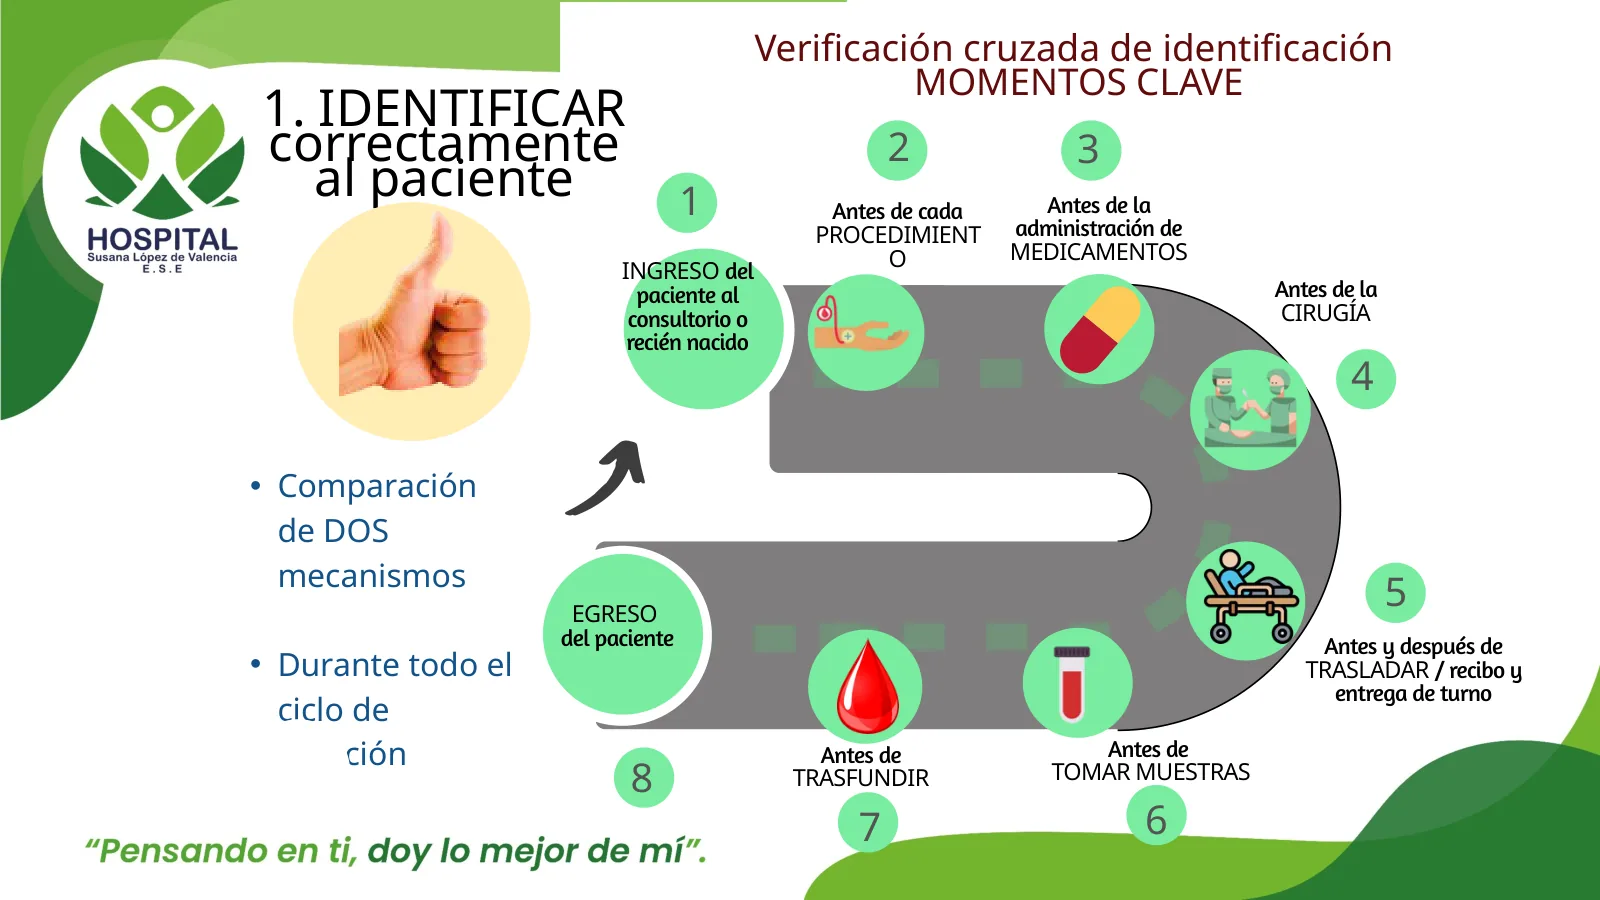 HOSPITAL
Susana López de Valencia
E.S.E
1. IDENTIFICAR
correctamente
al paciente
Comparación
de DOS
mecanismos
Durante todo el
ciclo de
ción
Verificación cruzada de identificación
MOMENTOS CLAVE
1
INGRESO del
paciente al
consultorio o
recién nacido
2
Antes de cada
PROCEDIMIENT
O
3
Antes de la
administración de
MEDICAMENTOS
Antes de la
CIRUGÍA
4
5
Antes y después de
TRASLADAR / recibo y
entrega de turno
Antes de
TOMAR MUESTRAS
6
Antes de
TRASFUNDIR
7
EGRESO
del paciente
8
“Pensando en ti, doy lo mejor de mí”.